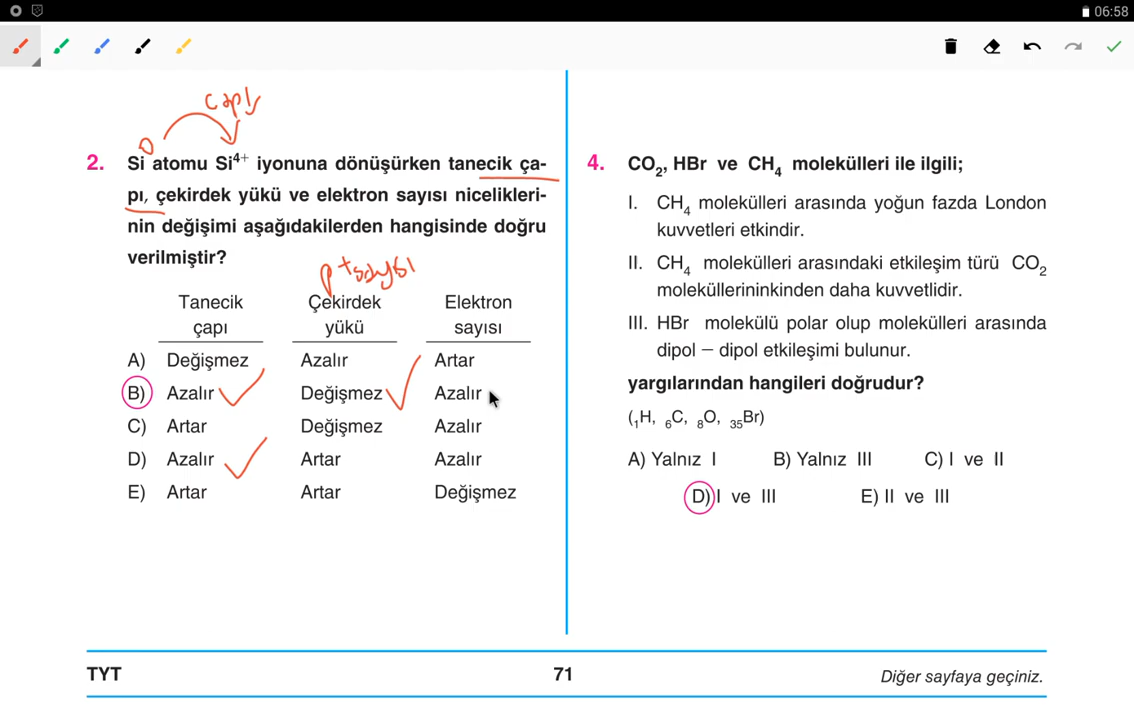 06:58
çapı
0
2. Si atomu Si⁴⁺ iyonuna dönüşürken tanecik ça-
pı, çekirdek yükü ve elektron sayısı nicelikleri-
nin değişimi aşağıdakilerden hangisinde doğru
verilmiştir?
p⁺ sayısı
Tanecik çapı Çekirdek yükü Elektron sayısı
A) Değişmez Azalır Artar
B) Azalır Değişmez Azalır
C) Artar Değişmez Azalır
D) Azalır Artar Azalır
E) Artar Artar Değişmez
4. CO₂, HBr ve CH₄ molekülleri ile ilgili;
I. CH₄ molekülleri arasında yoğun fazda London
kuvvetleri etkindir.
II. CH₄ molekülleri arasındaki etkileşim türü CO₂
moleküllerininkinden daha kuvvetlidir.
III. HBr molekülü polar olup molekülleri arasında
dipol – dipol etkileşimi bulunur.
yargılarından hangileri doğrudur?
(₁H, ₆C, ₈O, ₃₅Br)
A) Yalnız I B) Yalnız III C) I ve II
D) I ve III E) II ve III
TYT 71 Diğer sayfaya geçiniz.